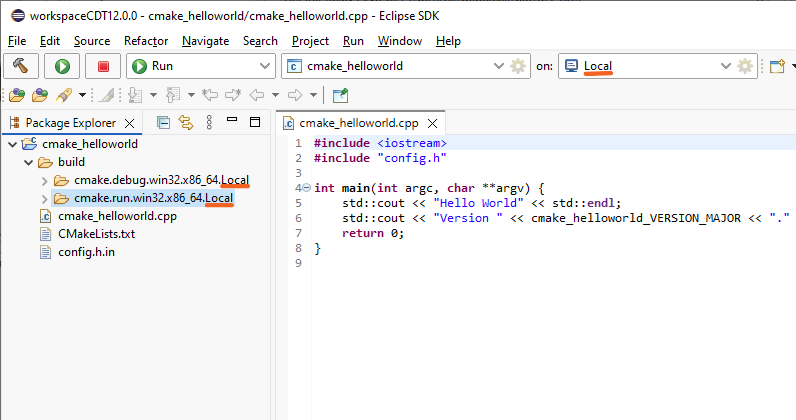 workspaceCDT12.0.0 - cmake_helloworld/cmake_helloworld.cpp - Eclipse SDK
File Edit Source Refactor Navigate Search Project Run Window Help
Run cmake_helloworld on: Local
Package Explorer
cmake_helloworld
build
cmake.debug.win32.x86_64.Local
cmake.run.win32.x86_64.Local
cmake_helloworld.cpp
CMakeLists.txt
config.h.in
cmake_helloworld.cpp
1 #include <iostream>
2 #include "config.h"
3
4 int main(int argc, char **argv) {
5 std::cout << "Hello World" << std::endl;
6 std::cout << "Version " << cmake_helloworld_VERSION_MAJOR << "."
7 return 0;
8 }
9